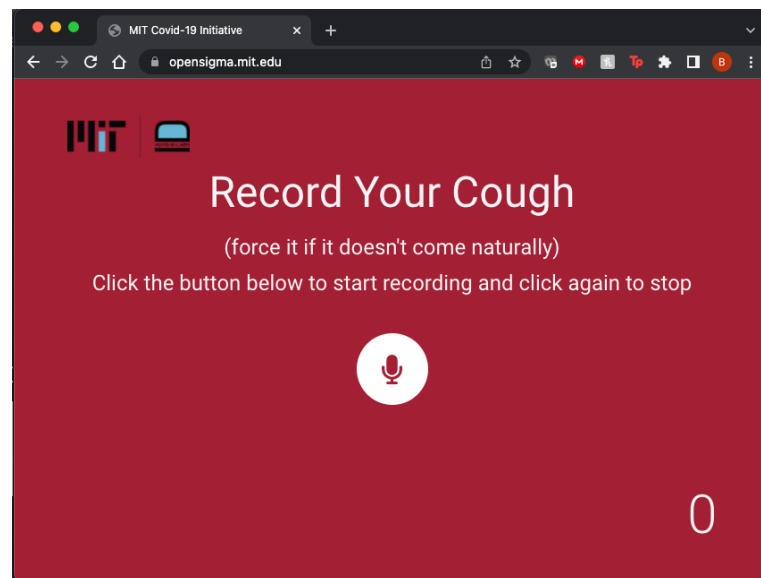 MIT Covid-19 Initiative
opensigma.mit.edu
MIT
Record Your Cough
(force it if it doesn't come naturally)
Click the button below to start recording and click again to stop
0